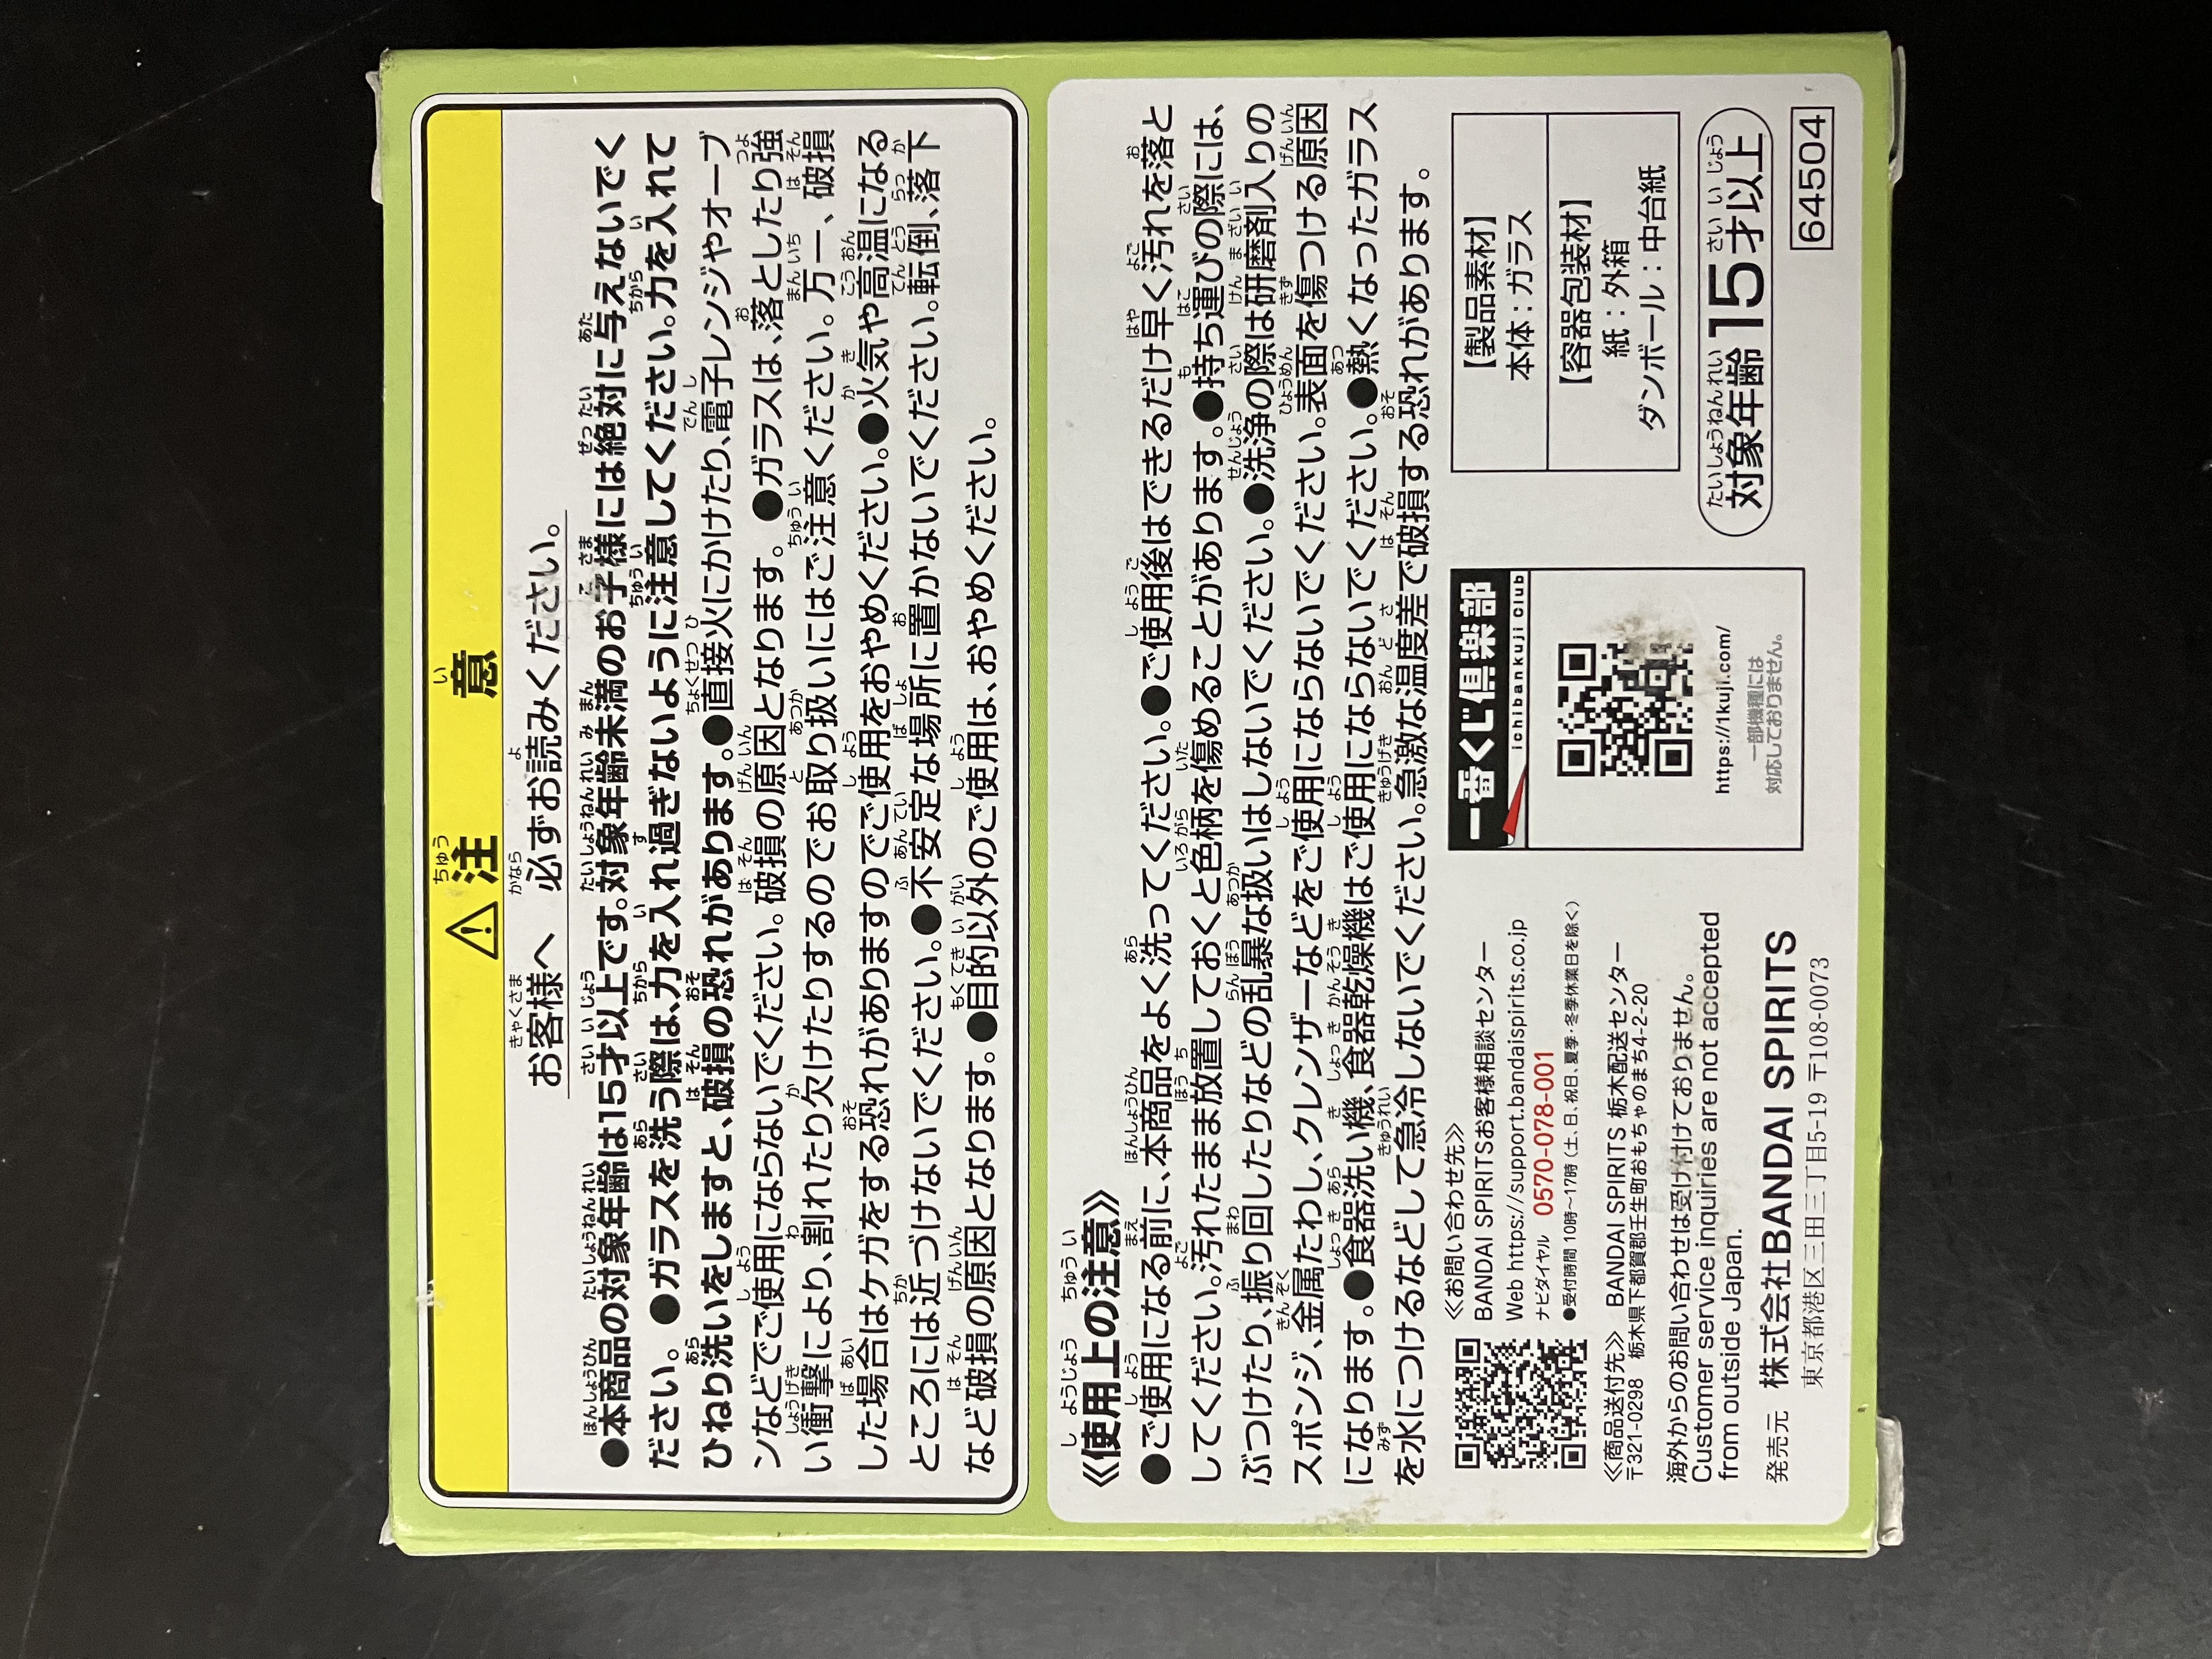 ⚠注意
お客様へ 必ずお読みください。
●本商品の対象年齢は15才以上です。対象年齢未満のお子様には絶対に与えないでく
ださい。●ガラスを洗う際は、力を入れ過ぎないように注意してください。力を入れて
ひねり洗いをしますと、破損の恐れがあります。●直接火にかけたり、電子レンジやオーブ
ンなどでご使用にならないでください。破損の原因となります。●ガラスは、落としたり強
い衝撃により、割れたり欠けたりするのでお取り扱いにはご注意ください。万一、破損
した場合はケガをする恐れがありますのでご使用をおやめください。●火気や高温になる
ところには近づけないでください。●不安定な場所に置かないでください。転倒、落下
など破損の原因となります。●目的以外のご使用は、おやめください。
《使用上の注意》
●ご使用になる前に、本商品をよく洗ってください。●ご使用後はできるだけ早く汚れを落と
してください。汚れたまま放置しておくと色柄を傷めることがあります。●持ち運びの際には、
ぶつけたり、振り回したりなどの乱暴な扱いはしないでください。●洗浄の際は研磨剤入りの
スポンジ、金属たわし、クレンザーなどをご使用にならないでください。表面を傷つける原因
になります。●食器洗い機、食器乾燥機はご使用にならないでください。●熱くなったガラス
を水につけるなどして急冷しないでください。急激な温度差で破損する恐れがあります。
《お問い合わせ先》
BANDAI SPIRITSお客様相談センター
Web https://support.bandaispirits.co.jp
ナビダイヤル 0570-078-001
●受付時間 10時〜17時(土、日、祝日、夏季・冬季休業日を除く)
《商品送付先》 BANDAI SPIRITS 栃木配送センター
〒321-0298 栃木県下都賀郡壬生町おもちゃのまち4-2-20
海外からのお問い合わせは受け付けておりません。
Customer service inquiries are not accepted
from outside Japan.
発売元 株式会社BANDAI SPIRITS
東京都港区三田三丁目5-19 〒108-0073
一番くじ倶楽部
ichibankuji Club
https://1kuji.com/
一部機種には
対応しておりません。
【製品素材】
本体：ガラス
【容器包装材】
紙：外箱
ダンボール：中台紙
対象年齢15才以上
64504